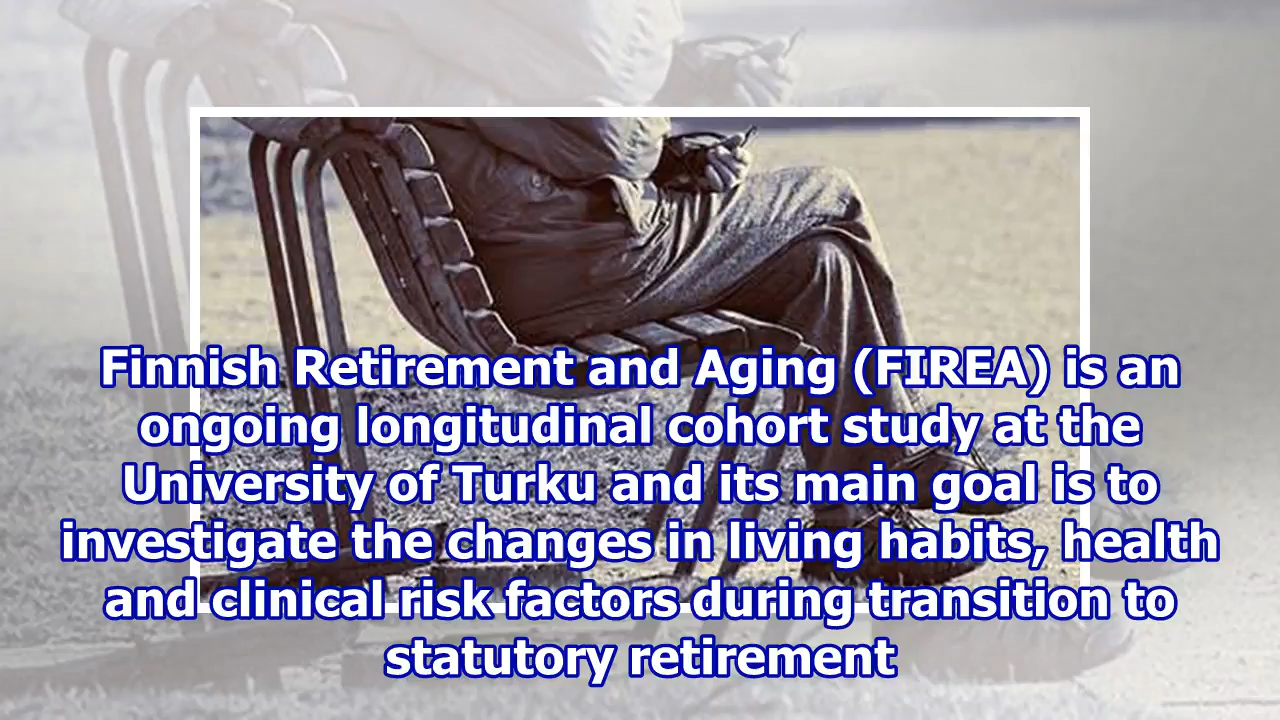 Finnish Retirement and Aging (FIREA) is an
ongoing longitudinal cohort study at the
University of Turku and its main goal is to
investigate the changes in living habits, health
and clinical risk factors during transition to
statutory retirement